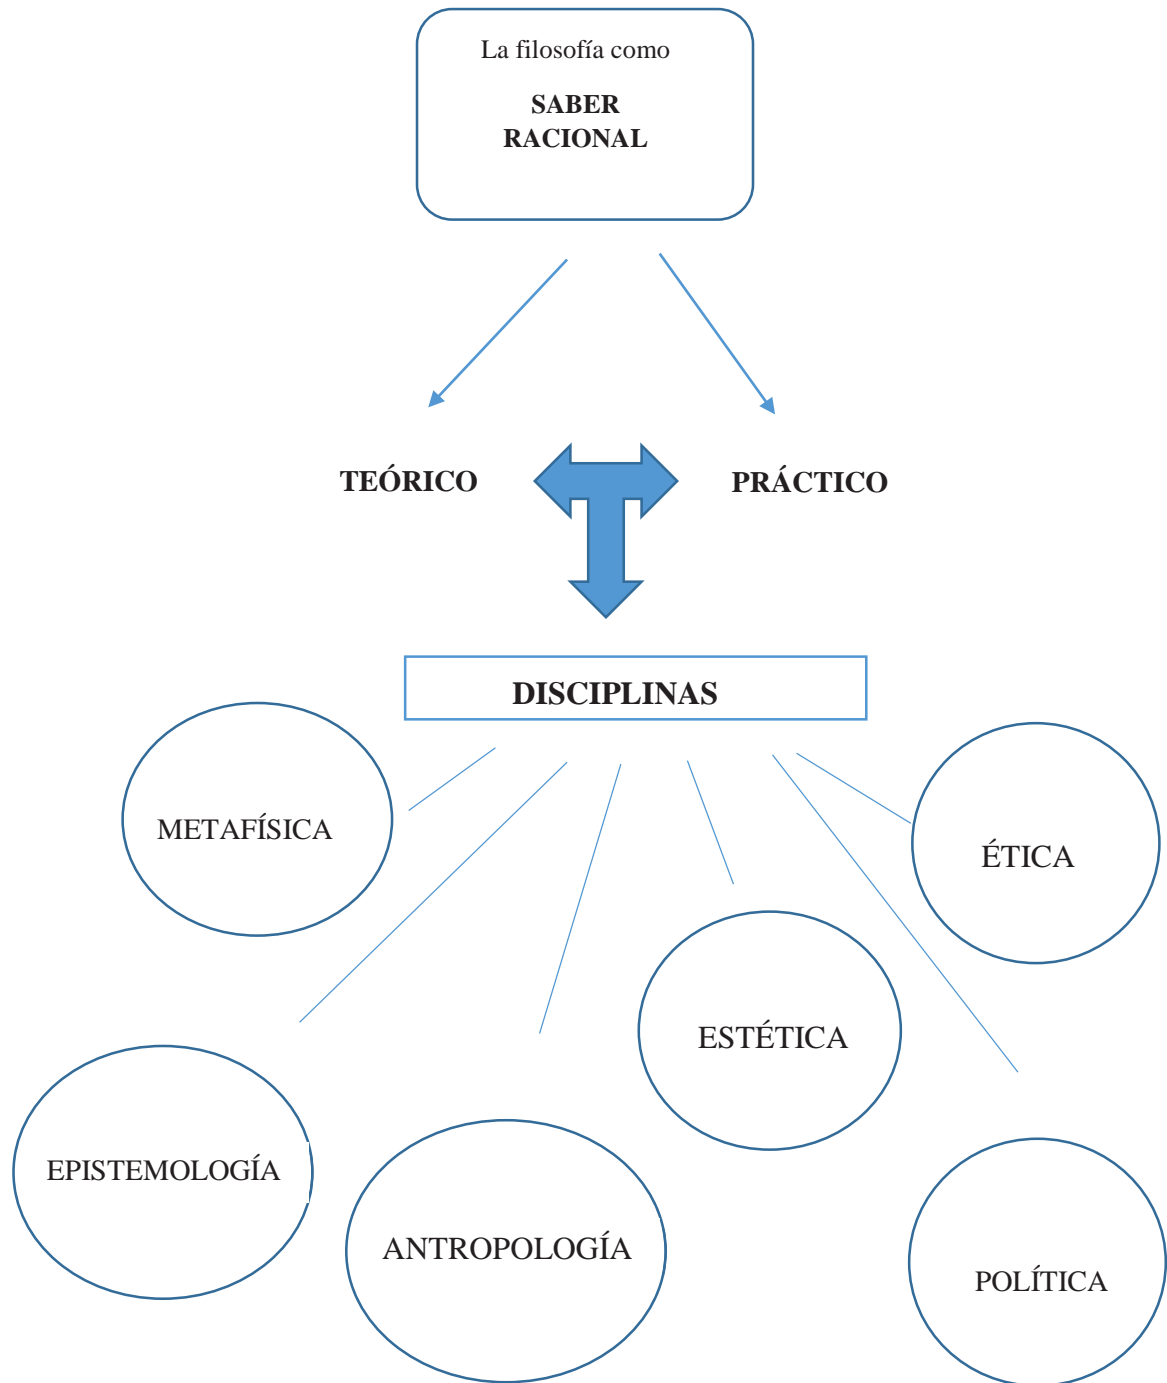 La filosofía como
SABER
RACIONAL
TEÓRICO
PRÁCTICO
DISCIPLINAS
METAFÍSICA
ÉTICA
ESTÉTICA
EPISTEMOLOGÍA
ANTROPOLOGÍA
POLÍTICA